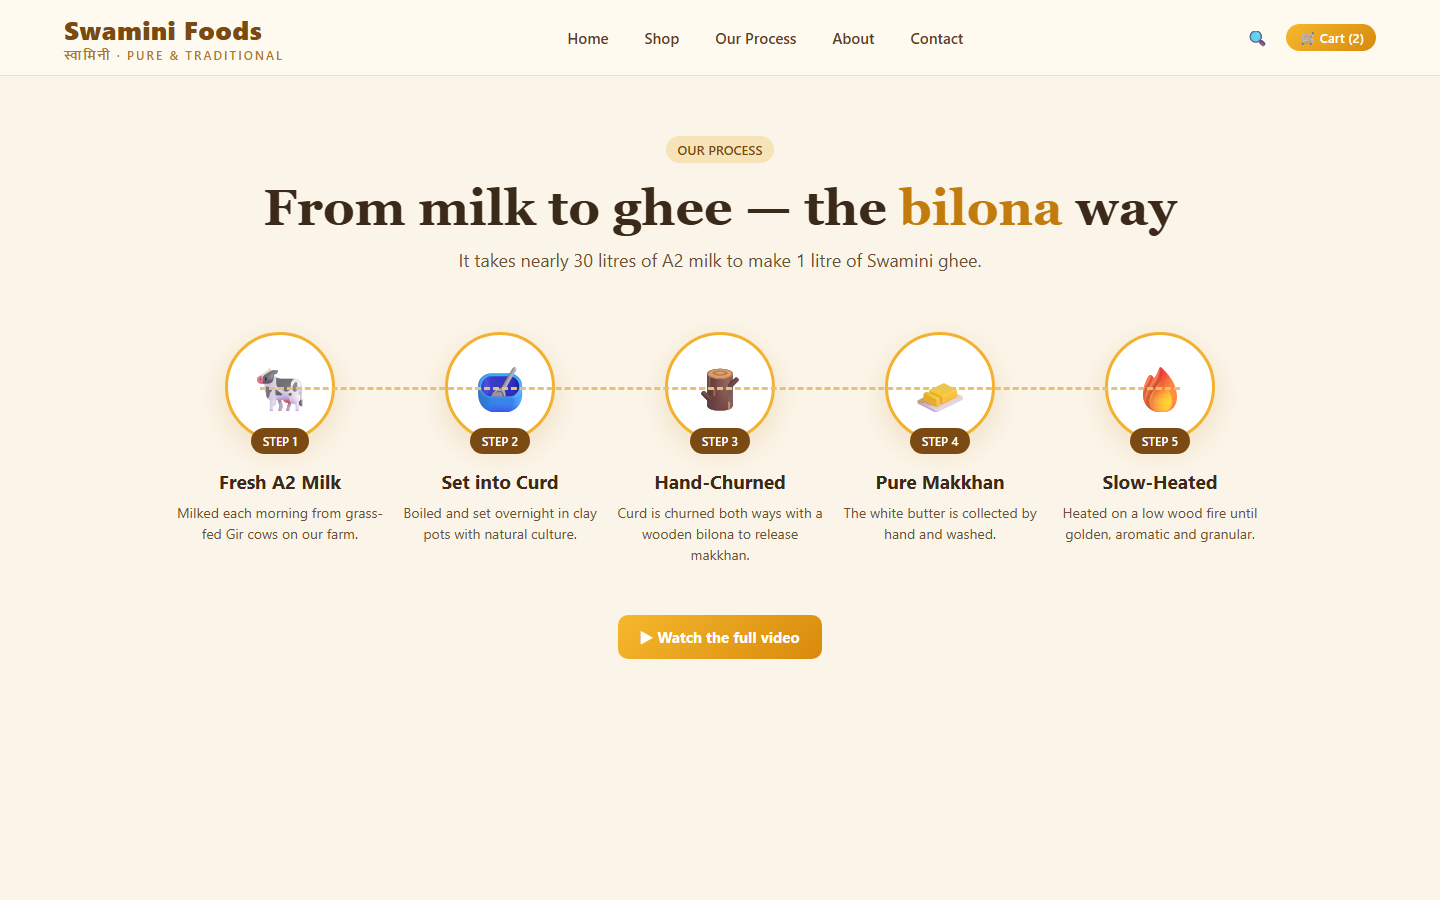 Swamini Foods
स्वामिनी · PURE & TRADITIONAL
Home Shop Our Process About Contact
Cart (2)
OUR PROCESS
From milk to ghee — the bilona way
It takes nearly 30 litres of A2 milk to make 1 litre of Swamini ghee.
STEP 1
Fresh A2 Milk
Milked each morning from grass-
fed Gir cows on our farm.
STEP 2
Set into Curd
Boiled and set overnight in clay
pots with natural culture.
STEP 3
Hand-Churned
Curd is churned both ways with a
wooden bilona to release
makkhan.
STEP 4
Pure Makkhan
The white butter is collected by
hand and washed.
STEP 5
Slow-Heated
Heated on a low wood fire until
golden, aromatic and granular.
▶ Watch the full video